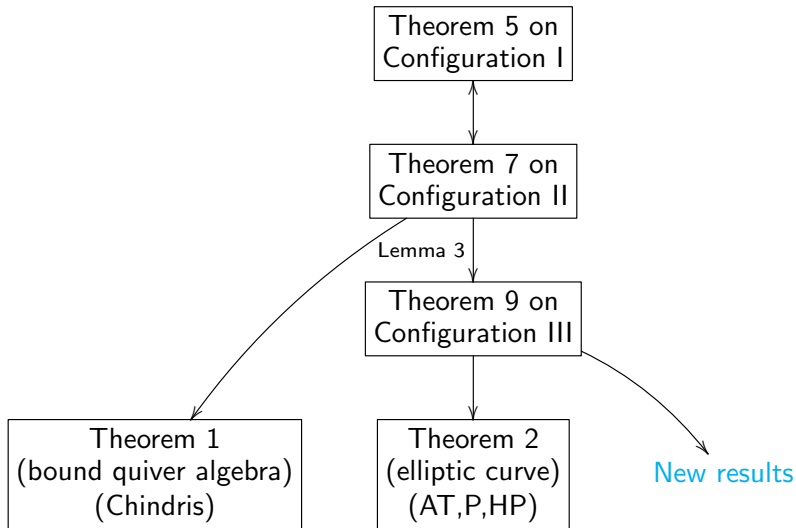 Theorem 5 on
Configuration I
Theorem 7 on
Configuration II
Lemma 3
Theorem 9 on
Configuration III
Theorem 1
(bound quiver algebra)
(Chindris)
Theorem 2
(elliptic curve)
(AT,P,HP)
New results